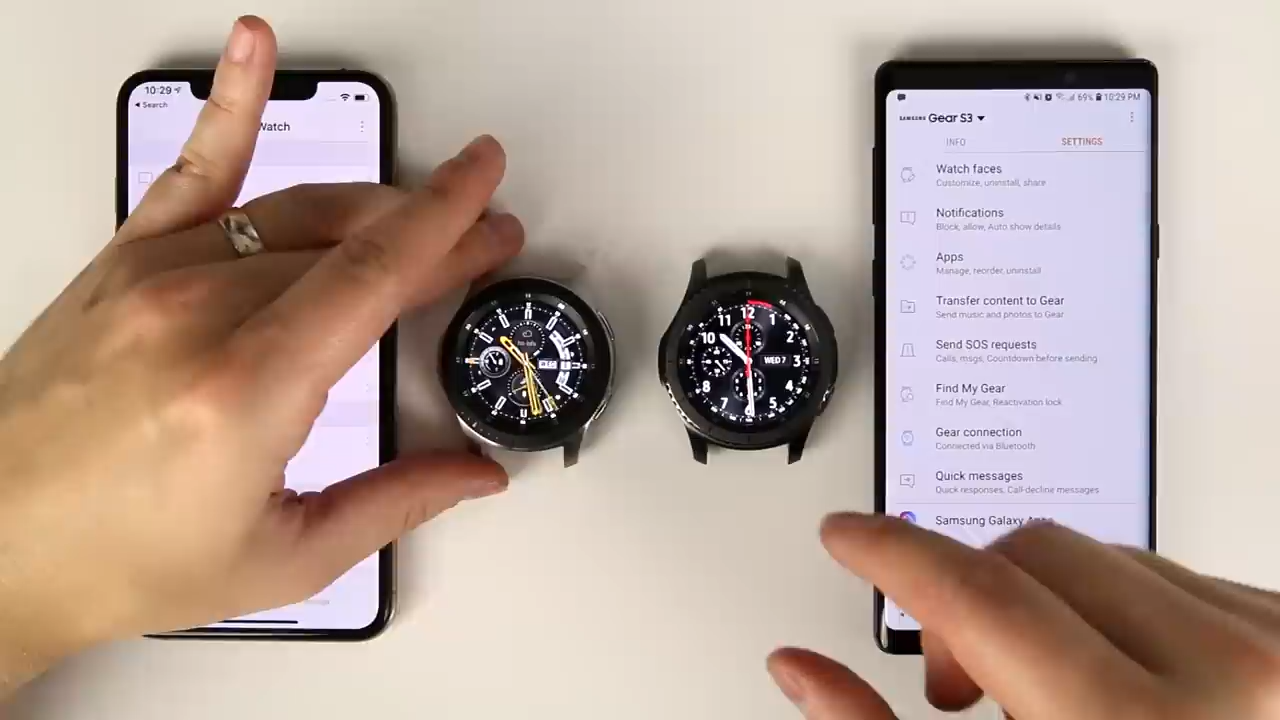 10:29
Search
Watch
69% 10:29 PM
SAMSUNG Gear S3
INFO
SETTINGS
Watch faces
Customize, uninstall, share
Notifications
Block, allow, Auto show details
Apps
Manage, reorder, uninstall
Transfer content to Gear
Send music and photos to Gear
Send SOS requests
Calls, msgs, Countdown before sending
Find My Gear
Find My Gear, Reactivation lock
Gear connection
Connected via Bluetooth
Quick messages
Quick responses, Call-decline messages
Samsung Galaxy Apps
12
1
2
3
4
5
7
8
10
11
WED 7